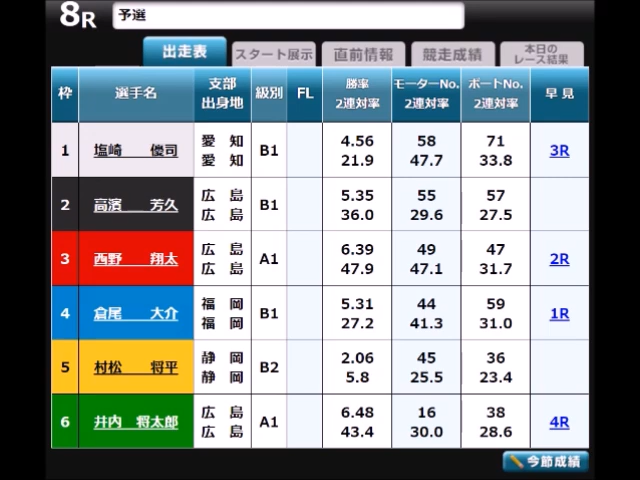 8R 予選
出走表 スタート展示 直前情報 競走成績 本日の
レース結果
枠 選手名 支部 級別 FL 勝率 モーターNo. ボートNo. 早見
出身地 2連対率 2連対率 2連対率
1 塩崎 優司 愛知 B1 4.56 58 71 3R
愛知 21.9 47.7 33.8
2 高濱 芳久 広島 B1 5.35 55 57
広島 36.0 29.6 27.5
3 西野 翔太 広島 A1 6.39 49 47 2R
広島 47.9 47.1 31.7
4 倉尾 大介 福岡 B1 5.31 44 59 1R
福岡 27.2 41.3 31.0
5 村松 将平 静岡 B2 2.06 45 36
静岡 5.8 25.5 23.4
6 井内 将太郎 広島 A1 6.48 16 38 4R
広島 43.4 30.0 28.6
今節成績